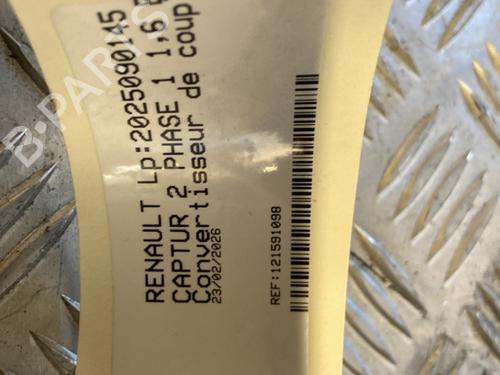 RENAULT Lp:2025090145
CAPTUR 2 PHASE 1 1,6
Convertisseur de coup
23/02/2026
REF:121591098
B-PARTS